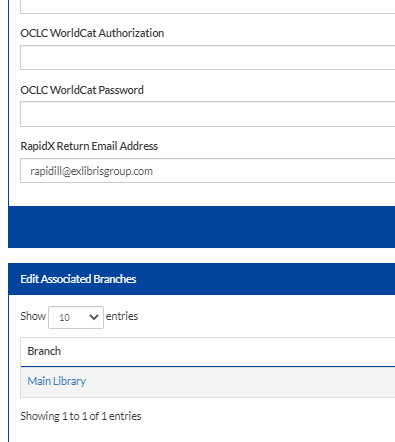 OCLC WorldCat Authorization
OCLC WorldCat Password
RapidX Return Email Address
rapidill@exlibrisgroup.com
Edit Associated Branches
Show 10 entries
Branch
Main Library
Showing 1 to 1 of 1 entries